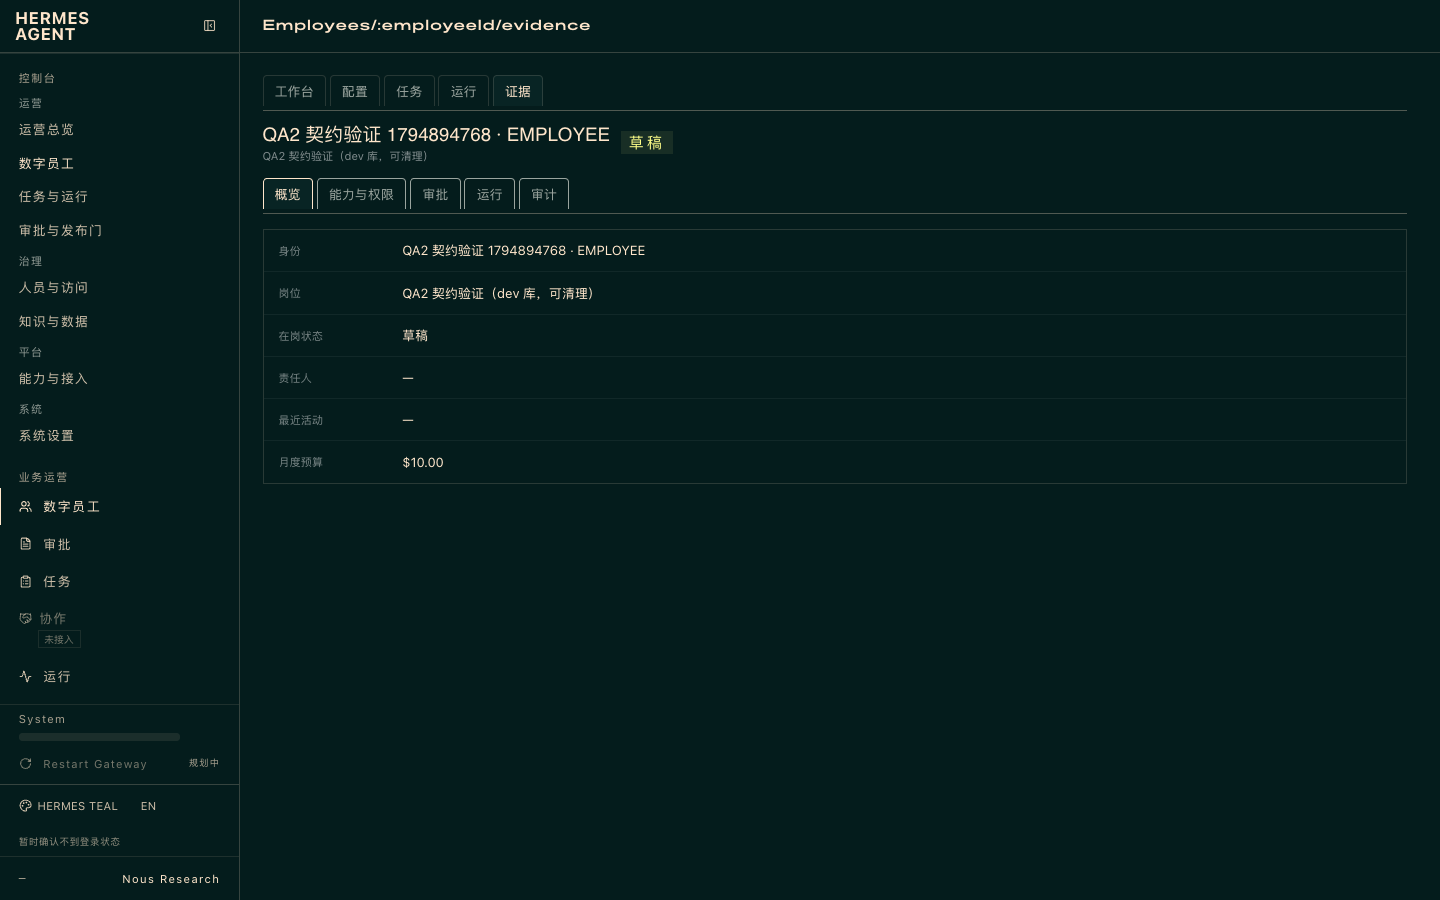 HERMES
AGENT
Employees/:employeeId/evidence
控制台
运营
运营总览
数字员工
任务与运行
审批与发布门
治理
人员与访问
知识与数据
平台
能力与接入
系统
系统设置
业务运营
数字员工
审批
任务
协作
未接入
运行
System
Restart Gateway 规划中
HERMES TEAL EN
暂时确认不到登录状态
– Nous Research
工作台 配置 任务 运行 证据
QA2 契约验证 1794894768 · EMPLOYEE 草稿
QA2 契约验证（dev 库，可清理）
概览 能力与权限 审批 运行 审计
身份 QA2 契约验证 1794894768 · EMPLOYEE
岗位 QA2 契约验证（dev 库，可清理）
在岗状态 草稿
责任人 —
最近活动 —
月度预算 $10.00